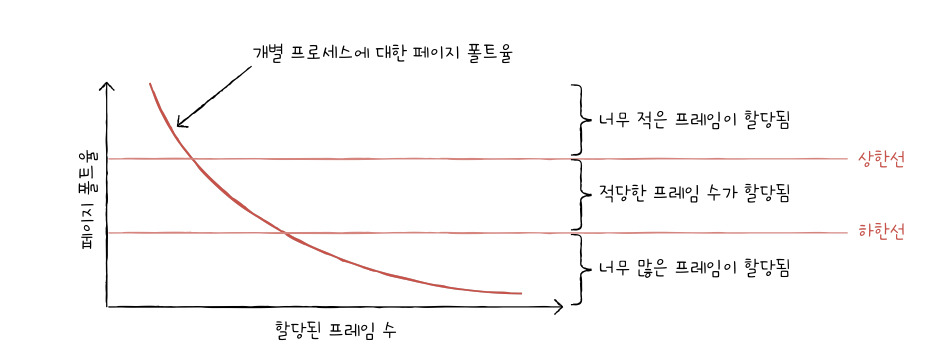 개별 프로세스에 대한 페이지 폴트율
너무 적은 프레임이 할당됨
상한선
페이지 폴트율
적당한 프레임 수가 할당됨
하한선
너무 많은 프레임이 할당됨
할당된 프레임 수